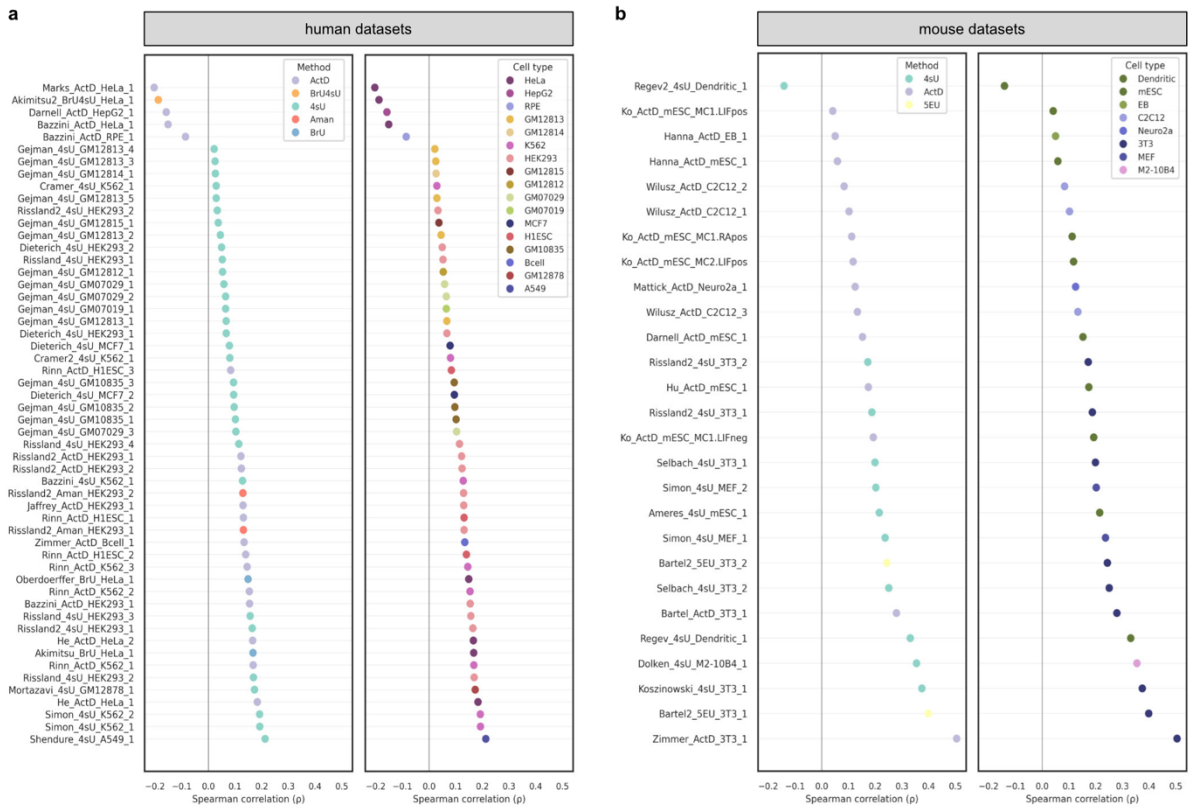 a
human datasets
Method
ActD
BrU4sU
4sU
Aman
BrU
Cell type
HeLa
HepG2
RPE
GM12813
GM12814
K562
HEK293
GM12815
GM12812
GM07029
GM07019
MCF7
H1ESC
GM10835
Bcell
GM12878
A549
Marks_ActD_HeLa_1
Akimitsu2_BrU4sU_HeLa_1
Darnell_ActD_HepG2_1
Bazzini_ActD_HeLa_1
Bazzini_ActD_RPE_1
Gejman_4sU_GM12813_4
Gejman_4sU_GM12813_3
Gejman_4sU_GM12814_1
Cramer_4sU_K562_1
Gejman_4sU_GM12813_5
Rissland2_4sU_HEK293_2
Gejman_4sU_GM12815_1
Gejman_4sU_GM12813_2
Dieterich_4sU_HEK293_2
Rissland_4sU_HEK293_1
Gejman_4sU_GM12812_1
Gejman_4sU_GM07029_1
Gejman_4sU_GM07029_2
Gejman_4sU_GM07019_1
Gejman_4sU_GM12813_1
Dieterich_4sU_HEK293_1
Dieterich_4sU_MCF7_1
Cramer2_4sU_K562_1
Rinn_ActD_H1ESC_3
Gejman_4sU_GM10835_3
Dieterich_4sU_MCF7_2
Gejman_4sU_GM10835_2
Gejman_4sU_GM10835_1
Gejman_4sU_GM07029_3
Rissland_4sU_HEK293_4
Rissland2_ActD_HEK293_1
Rissland2_ActD_HEK293_2
Bazzini_4sU_K562_1
Rissland2_Aman_HEK293_2
Jaffrey_ActD_HEK293_1
Rinn_ActD_H1ESC_1
Rissland2_Aman_HEK293_1
Zimmer_ActD_Bcell_1
Rinn_ActD_H1ESC_2
Rinn_ActD_K562_3
Oberdoerffer_BrU_HeLa_1
Rinn_ActD_K562_2
Bazzini_ActD_HEK293_1
Rissland_4sU_HEK293_3
Rissland2_4sU_HEK293_1
He_ActD_HeLa_2
Akimitsu_BrU_HeLa_1
Rinn_ActD_K562_1
Rissland_4sU_HEK293_2
Mortazavi_4sU_GM12878_1
He_ActD_HeLa_1
Simon_4sU_K562_2
Simon_4sU_K562_1
Shendure_4sU_A549_1
−0.2 −0.1 0.0 0.1 0.2 0.3 0.4 0.5
Spearman correlation (ρ)
−0.2 −0.1 0.0 0.1 0.2 0.3 0.4 0.5
Spearman correlation (ρ)
b
mouse datasets
Method
4sU
ActD
5EU
Cell type
Dendritic
mESC
EB
C2C12
Neuro2a
3T3
MEF
M2-10B4
Regev2_4sU_Dendritic_1
Ko_ActD_mESC_MC1.LIFpos
Hanna_ActD_EB_1
Hanna_ActD_mESC_1
Wilusz_ActD_C2C12_2
Wilusz_ActD_C2C12_1
Ko_ActD_mESC_MC1.RApos
Ko_ActD_mESC_MC2.LIFpos
Mattick_ActD_Neuro2a_1
Wilusz_ActD_C2C12_3
Darnell_ActD_mESC_1
Rissland2_4sU_3T3_2
Hu_ActD_mESC_1
Rissland2_4sU_3T3_1
Ko_ActD_mESC_MC1.LIFneg
Selbach_4sU_3T3_1
Simon_4sU_MEF_2
Ameres_4sU_mESC_1
Simon_4sU_MEF_1
Bartel2_5EU_3T3_2
Selbach_4sU_3T3_2
Bartel_ActD_3T3_1
Regev_4sU_Dendritic_1
Dolken_4sU_M2-10B4_1
Koszinowski_4sU_3T3_1
Bartel2_5EU_3T3_1
Zimmer_ActD_3T3_1
−0.2 −0.1 0.0 0.1 0.2 0.3 0.4 0.5
Spearman correlation (ρ)
−0.2 −0.1 0.0 0.1 0.2 0.3 0.4 0.5
Spearman correlation (ρ)